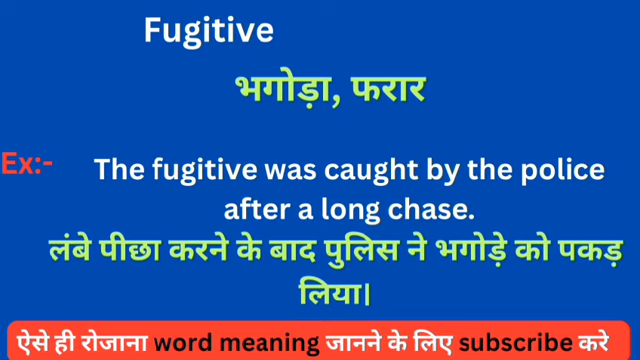 Fugitive
भगोड़ा, फरार
Ex:-
The fugitive was caught by the police
after a long chase.
लंबे पीछा करने के बाद पुलिस ने भगोड़े को पकड़
लिया।
ऐसे ही रोजाना word meaning जानने के लिए subscribe करे